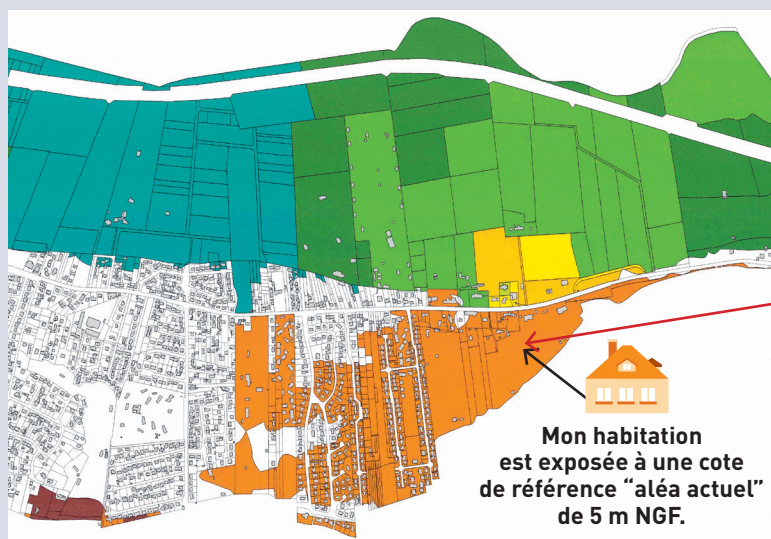 Mon habitation
est exposée à une cote
de référence “aléa actuel”
de 5 m NGF.